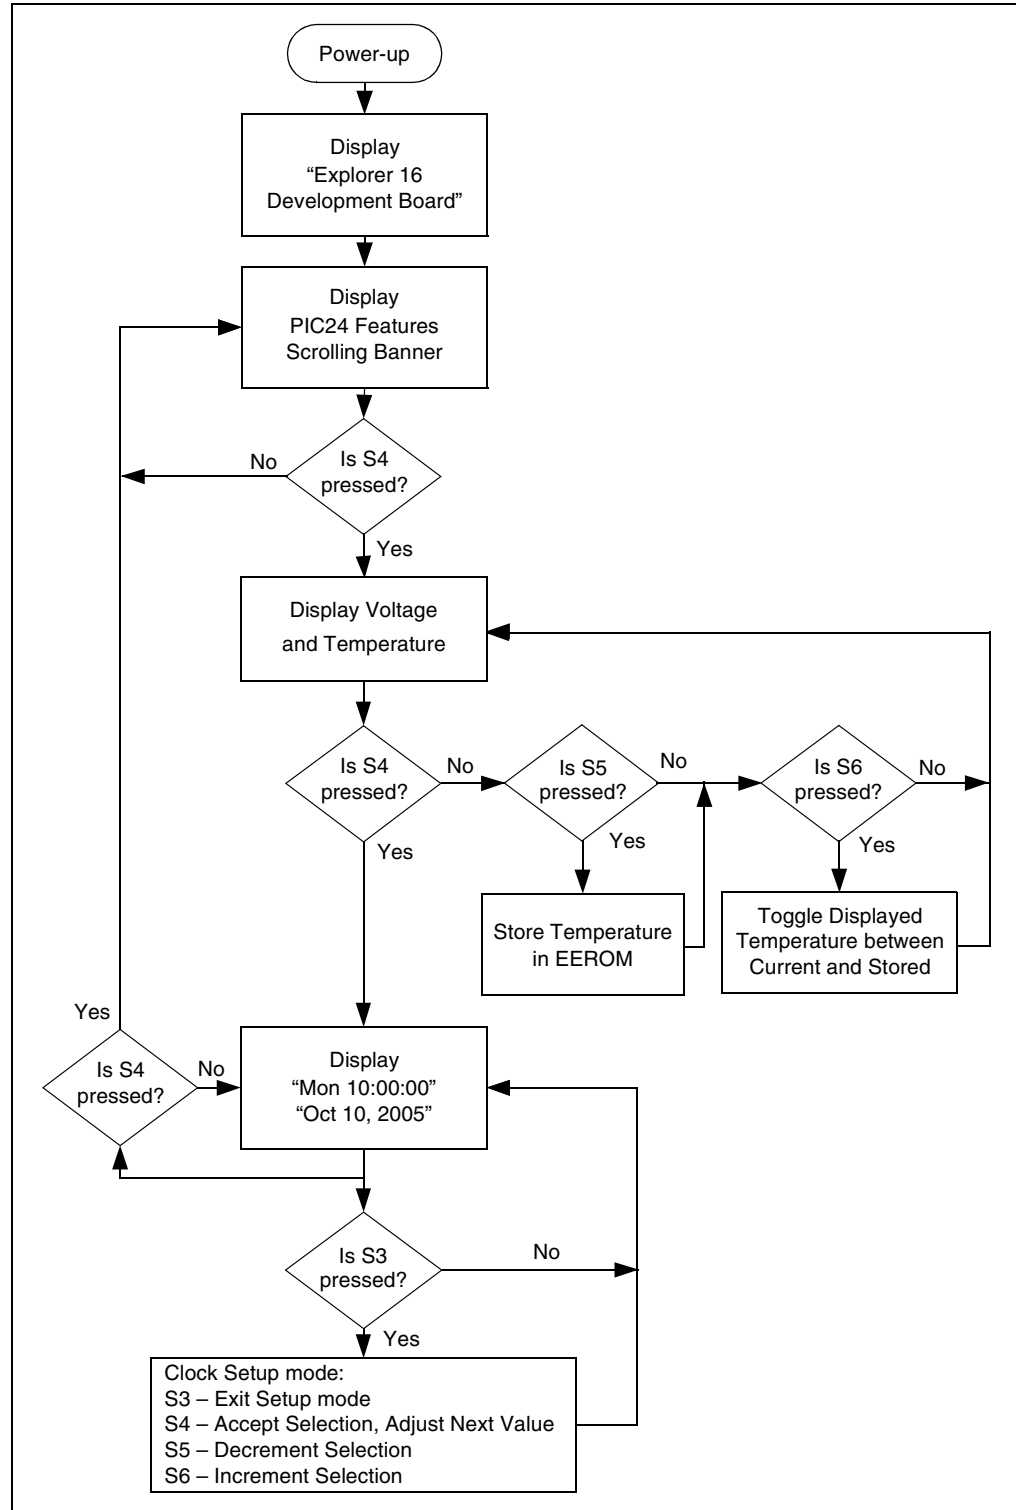 Power-up
Display
“Explorer 16
Development Board”
Display
PIC24 Features
Scrolling Banner
Is S4
pressed?
No
Yes
Display Voltage
and Temperature
Is S4
pressed?
No
Yes
Is S5
pressed?
No
Yes
Is S6
pressed?
No
Yes
Store Temperature
in EEROM
Toggle Displayed
Temperature between
Current and Stored
Yes
Is S4
pressed?
No
Display
“Mon 10:00:00”
“Oct 10, 2005”
Is S3
pressed?
No
Yes
Clock Setup mode:
S3 – Exit Setup mode
S4 – Accept Selection, Adjust Next Value
S5 – Decrement Selection
S6 – Increment Selection